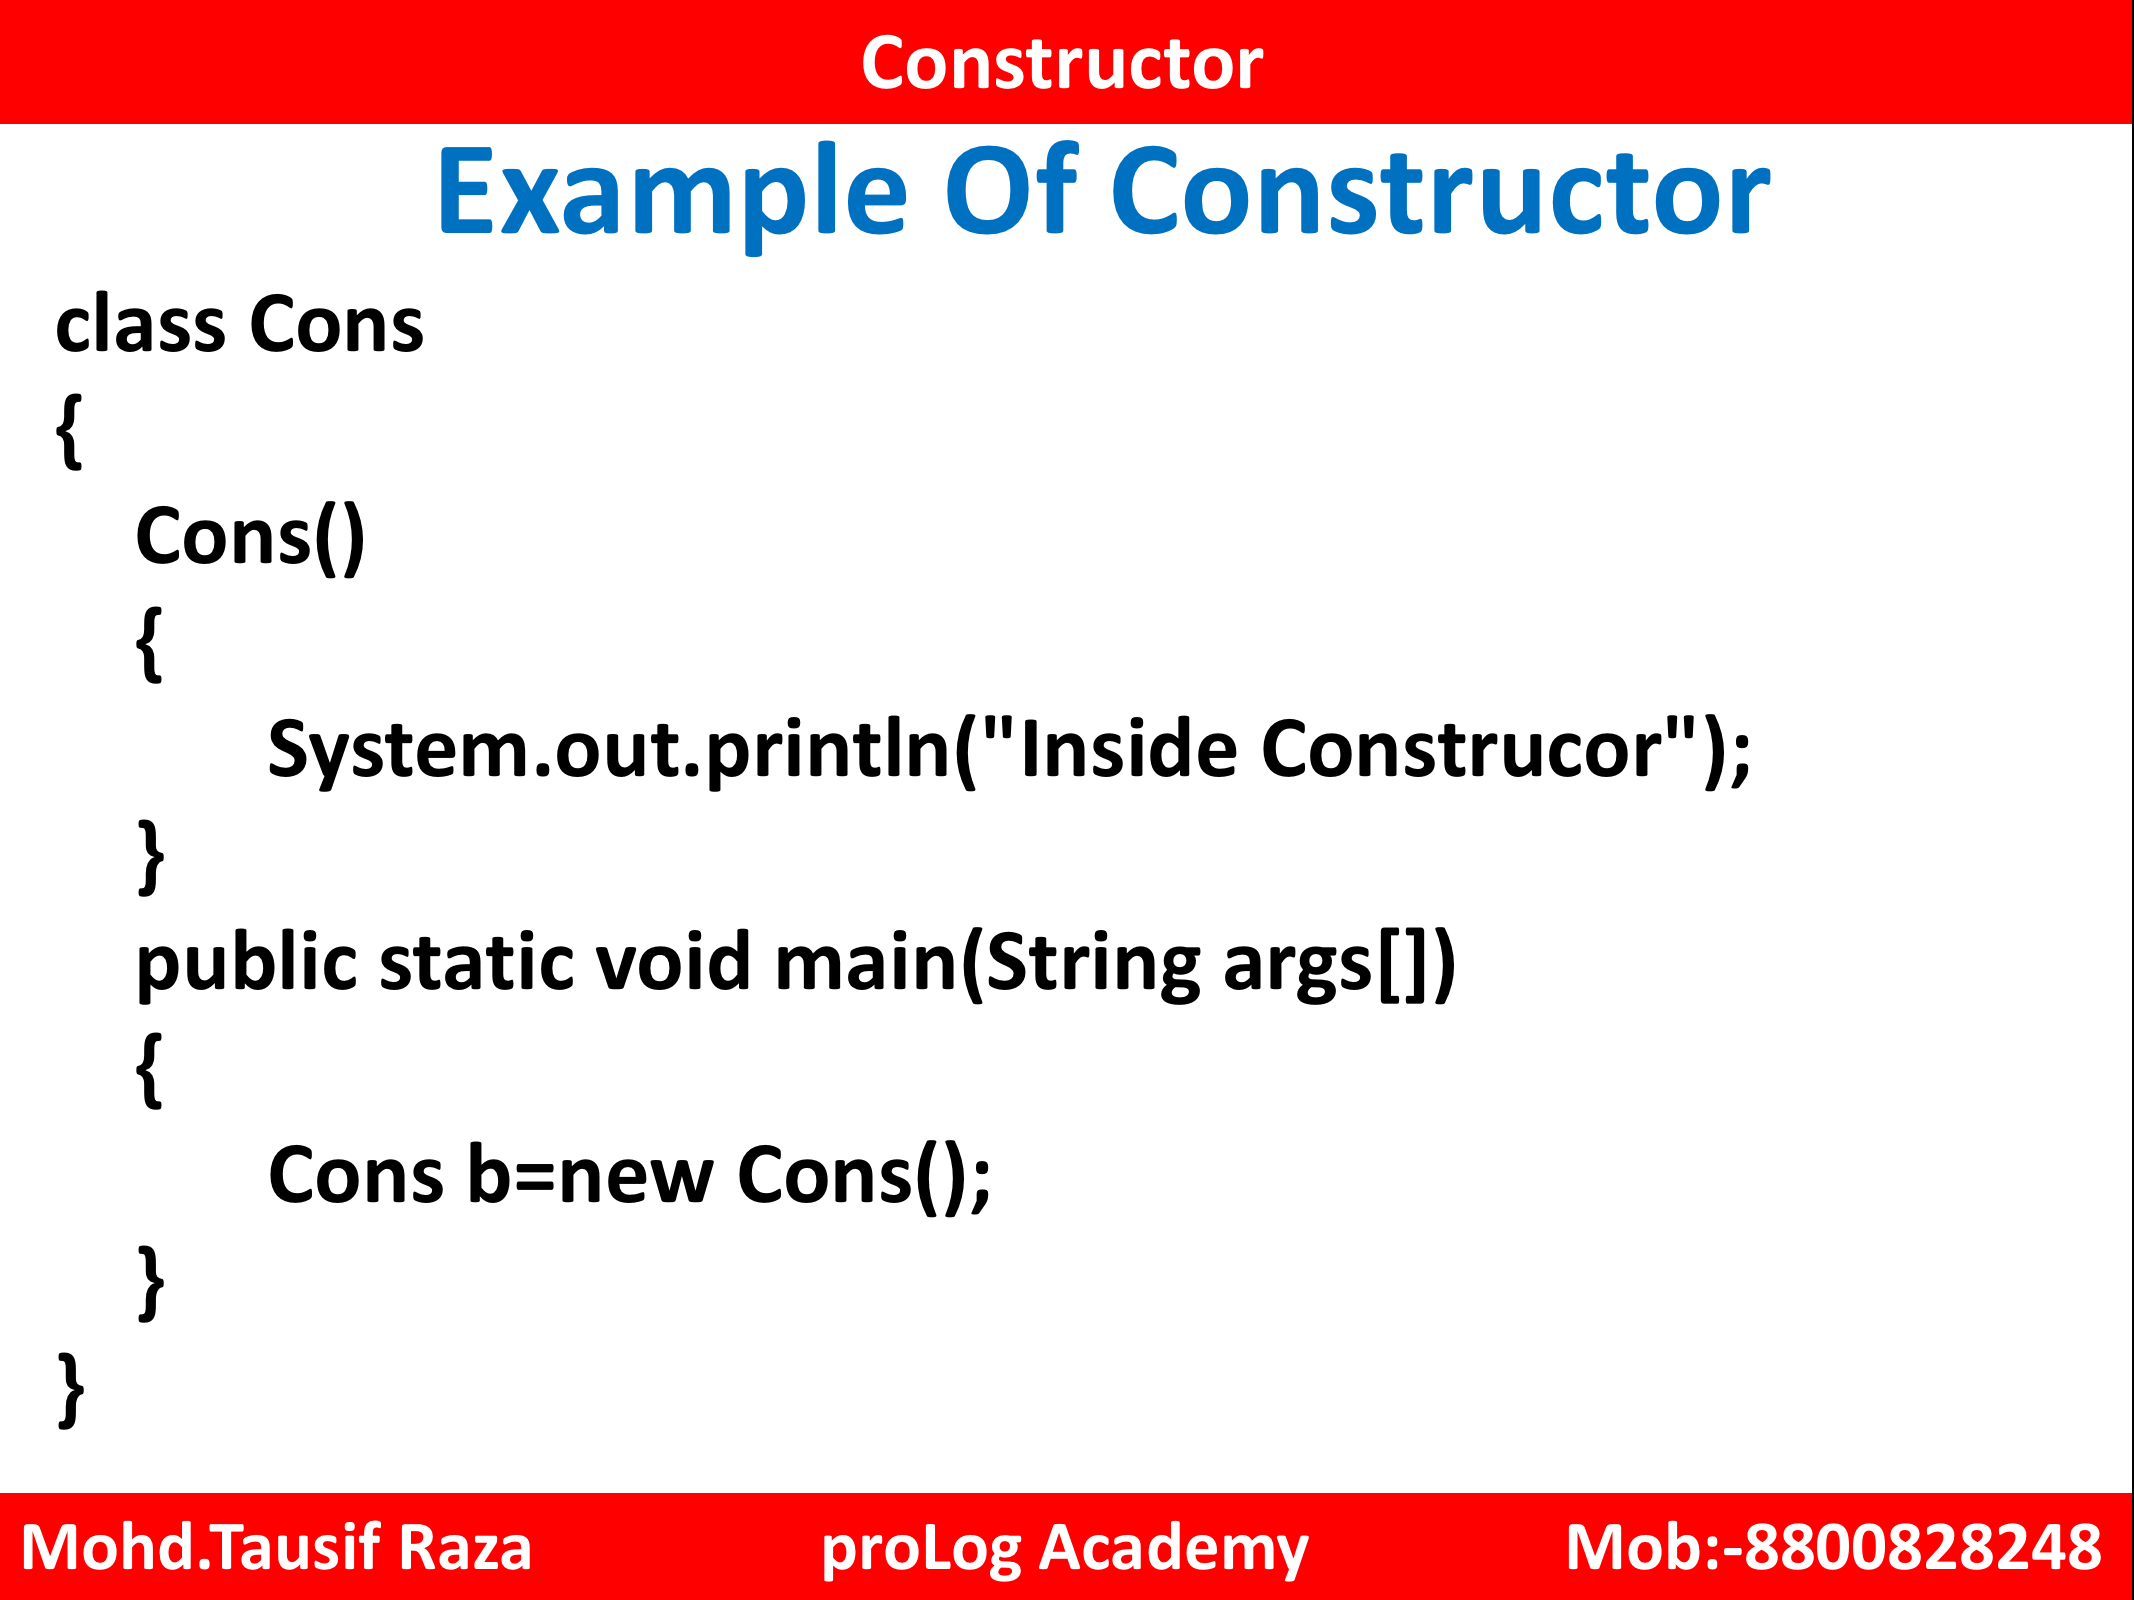 Constructor
Example Of Constructor
class Cons
{
Cons()
{
System.out.println("Inside Construcor");
}
public static void main(String args[])
{
Cons b=new Cons();
}
}
Mohd.Tausif Raza proLog Academy Mob:-8800828248